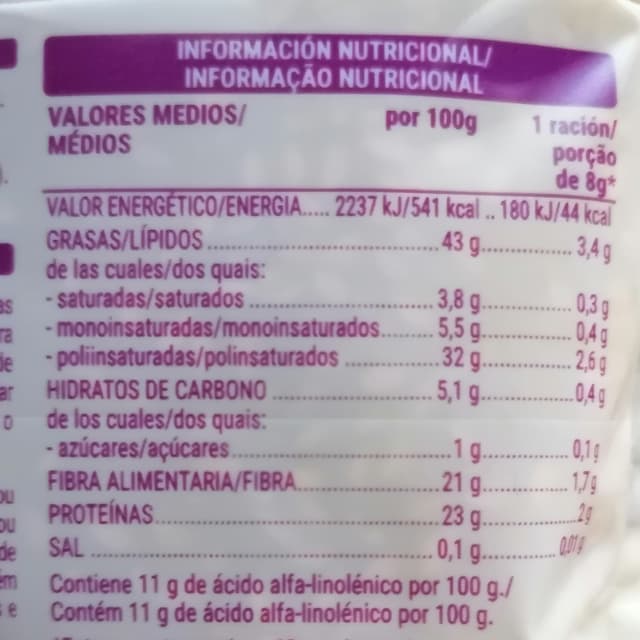 INFORMACIÓN NUTRICIONAL/
INFORMAÇÃO NUTRICIONAL
VALORES MEDIOS/
MÉDIOS
por 100g
1 ración/
porção
de 8g*
VALOR ENERGÉTICO/ENERGIA..... 2237 kJ/541 kcal .. 180 kJ/44 kcal
GRASAS/LÍPIDOS ........ 43 g........ 3,4 g
de las cuales/dos quais:
- saturadas/saturados ........ 3,8 g........ 0,3 g
- monoinsaturadas/monoinsaturados........ 5,5 g........ 0,4 g
- poliinsaturadas/polinsaturados ........ 32 g........ 2,6 g
HIDRATOS DE CARBONO ........ 5,1 g........ 0,4 g
de los cuales/dos quais:
- azúcares/açúcares ........ 1 g........ 0,1 g
FIBRA ALIMENTARIA/FIBRA........ 21 g........ 1,7 g
PROTEÍNAS........ 23 g........ 2 g
SAL ........ 0,1 g........ 0,01 g
Contiene 11 g de ácido alfa-linolénico por 100 g./
Contém 11 g de ácido alfa-linolénico por 100 g.